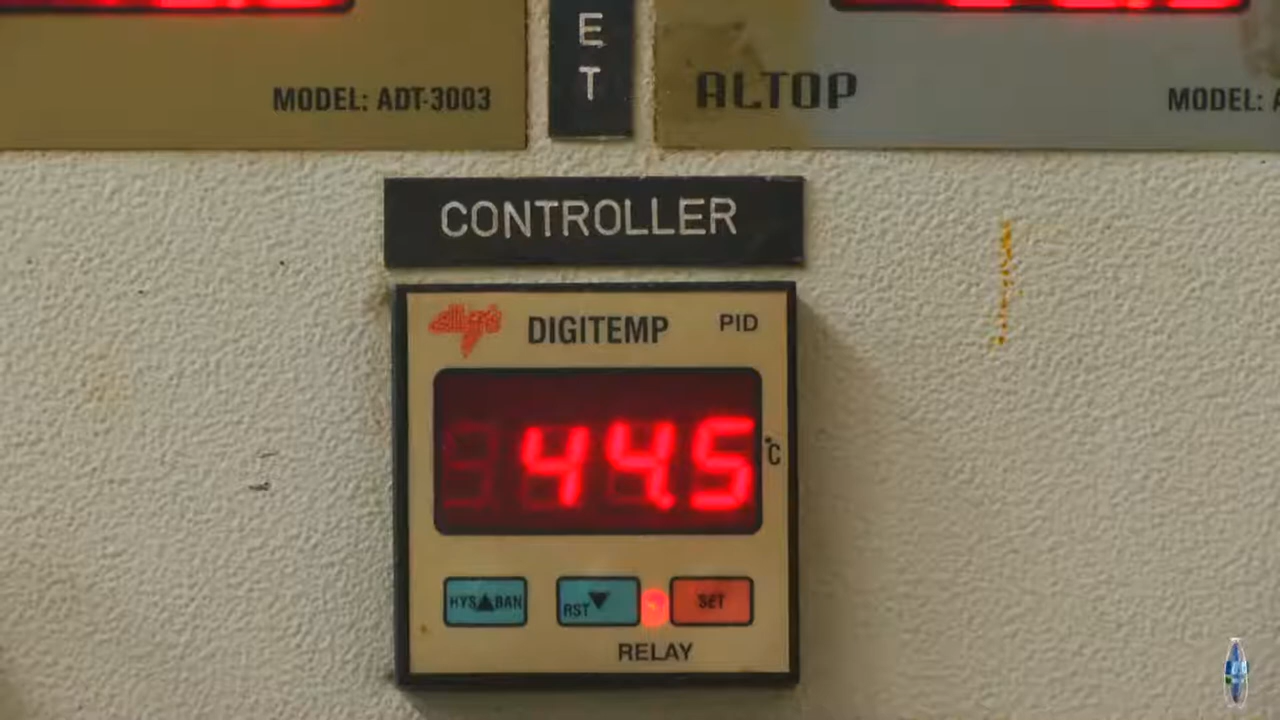 E
T
MODEL: ADT-3003
ALTOP
MODEL:
CONTROLLER
DIGITEMP
PID
44.5
°C
HYS▲BAN
RST▼
SET
RELAY